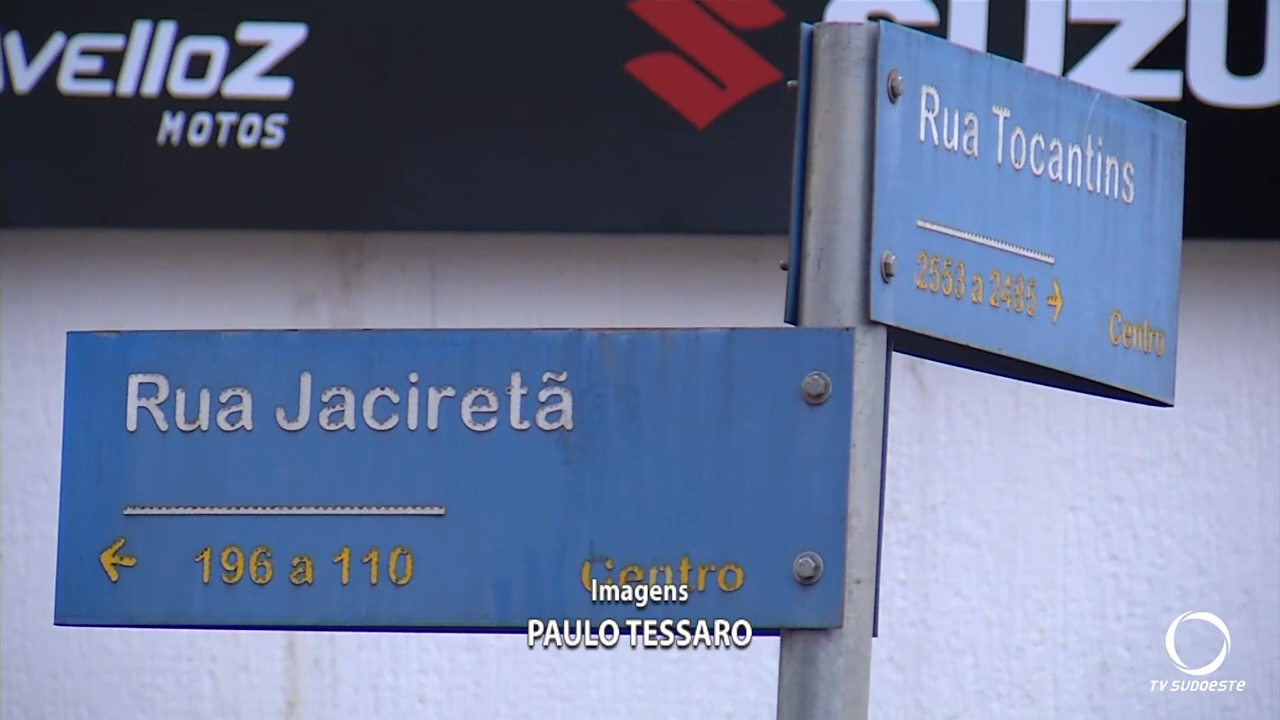 velloz
MOTOS
SUZU
Rua Tocantins
2553 a 2485 →
Centro
Rua Jaciretã
← 196 a 110
Centro
Imagens
PAULO TESSARO
TV SUDOESTE